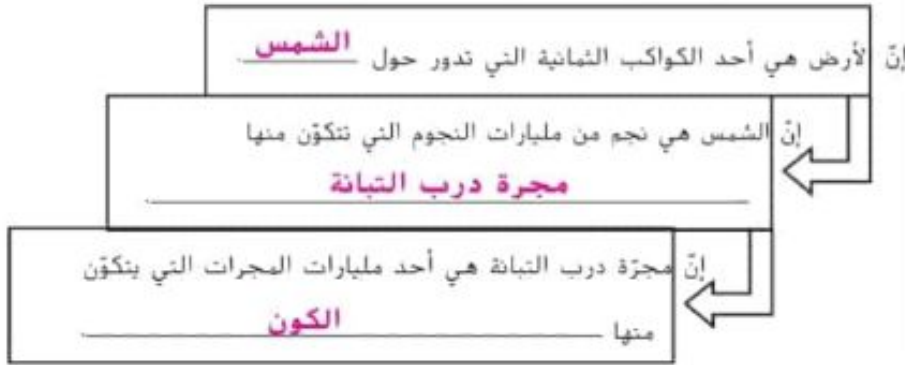 إنّ الأرض هي أحد الكواكب الثمانية التي تدور حول الشمس.
إنّ الشمس هي نجم من مليارات النجوم التي تتكوّن منها
مجرة درب التبانة.
إنّ مجرّة درب التبانة هي أحد مليارات المجرات التي يتكوّن
منها الكون.